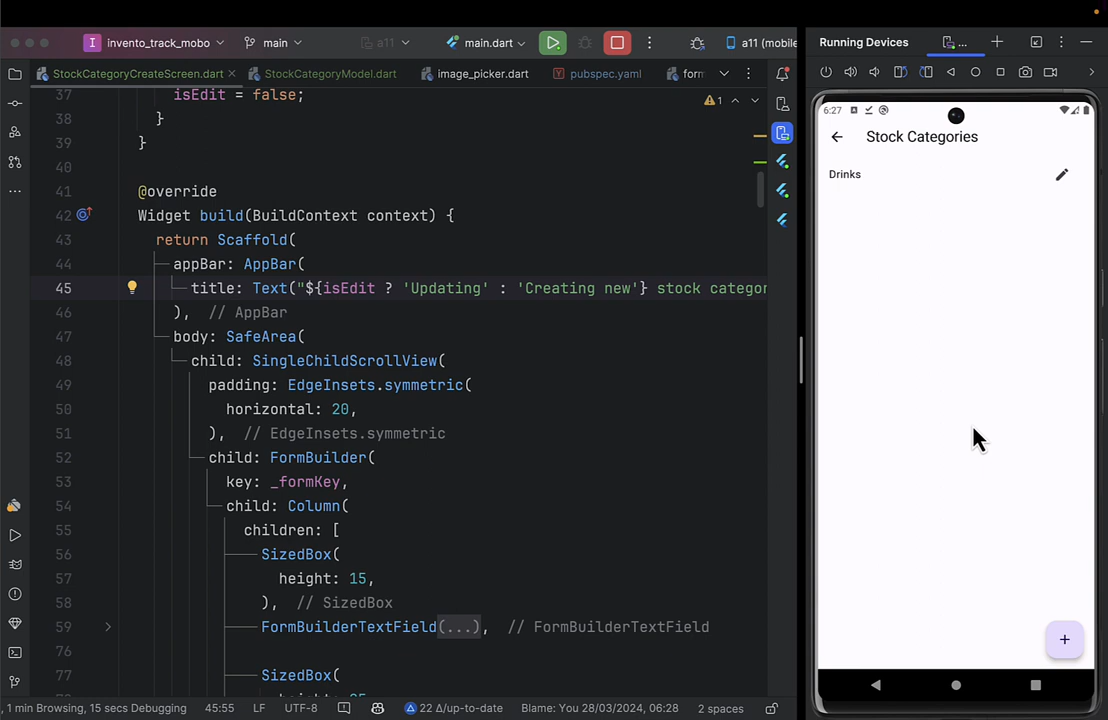 invento_track_mobo main a11 main.dart a11 (mobile Running Devices ...
StockCategoryCreateScreen.dart StockCategoryModel.dart image_picker.dart pubspec.yaml forr
37 isEdit = false;
38 }
39 }
40
41 @override
42 Widget build(BuildContext context) {
43 return Scaffold(
44 appBar: AppBar(
45 title: Text("${isEdit ? 'Updating' : 'Creating new'} stock categor
46 ), // AppBar
47 body: SafeArea(
48 child: SingleChildScrollView(
49 padding: EdgeInsets.symmetric(
50 horizontal: 20,
51 ), // EdgeInsets.symmetric
52 child: FormBuilder(
53 key: _formKey,
54 child: Column(
55 children: [
56 SizedBox(
57 height: 15,
58 ), // SizedBox
59 FormBuilderTextField(...), // FormBuilderTextField
76
77 SizedBox(
1
6:27
Stock Categories
Drinks
+
, 1 min Browsing, 15 secs Debugging 45:55 LF UTF-8 22 Δ/up-to-date Blame: You 28/03/2024, 06:28 2 spaces